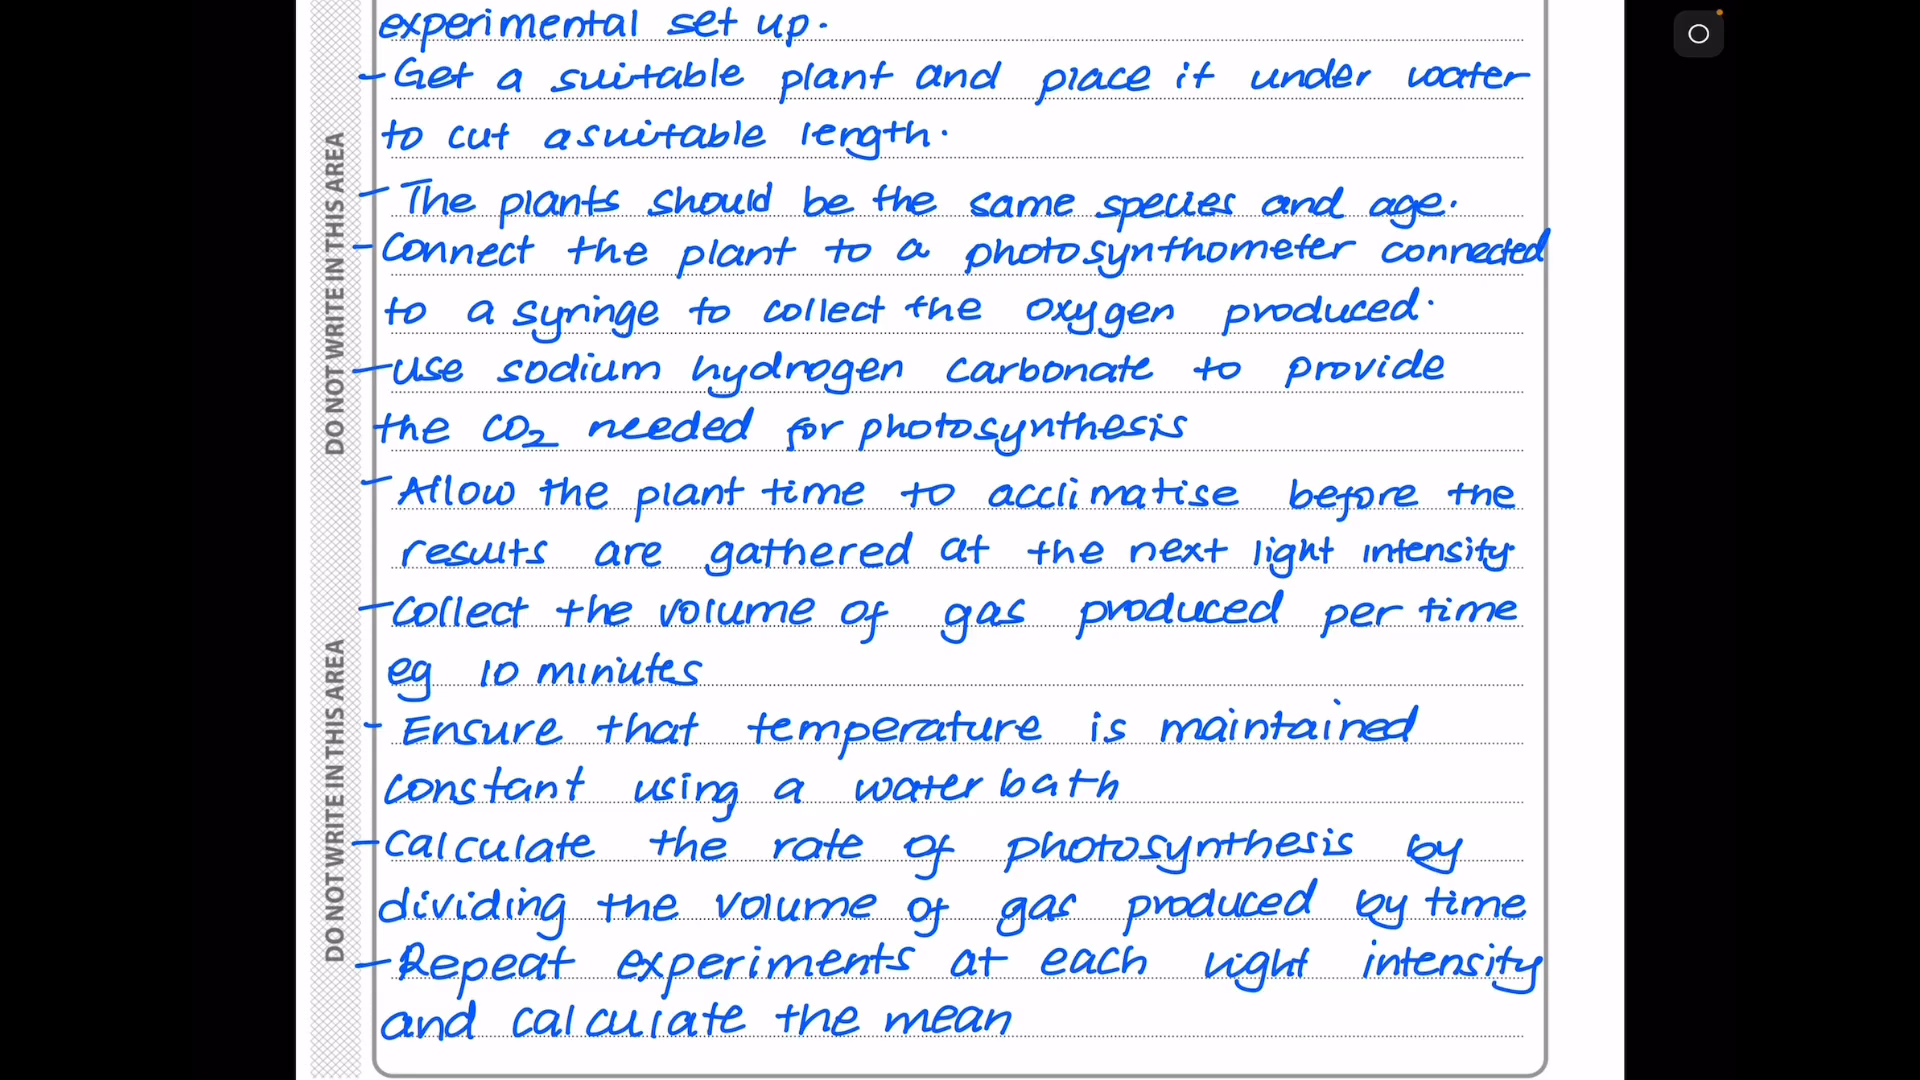 experimental set up.
- Get a suitable plant and place it under water
to cut a suitable length.
- The plants should be the same species and age.
- Connect the plant to a photosynthometer connected
to a syringe to collect the oxygen produced.
- Use sodium hydrogen carbonate to provide
the CO2 needed for photosynthesis
- Allow the plant time to acclimatise before the
results are gathered at the next light intensity
- Collect the volume of gas produced per time
eg 10 minutes
- Ensure that temperature is maintained
constant using a water bath
- Calculate the rate of photosynthesis by
dividing the volume of gas produced by time
- Repeat experiments at each light intensity
and calculate the mean
DO NOT WRITE IN THIS AREA
DO NOT WRITE IN THIS AREA